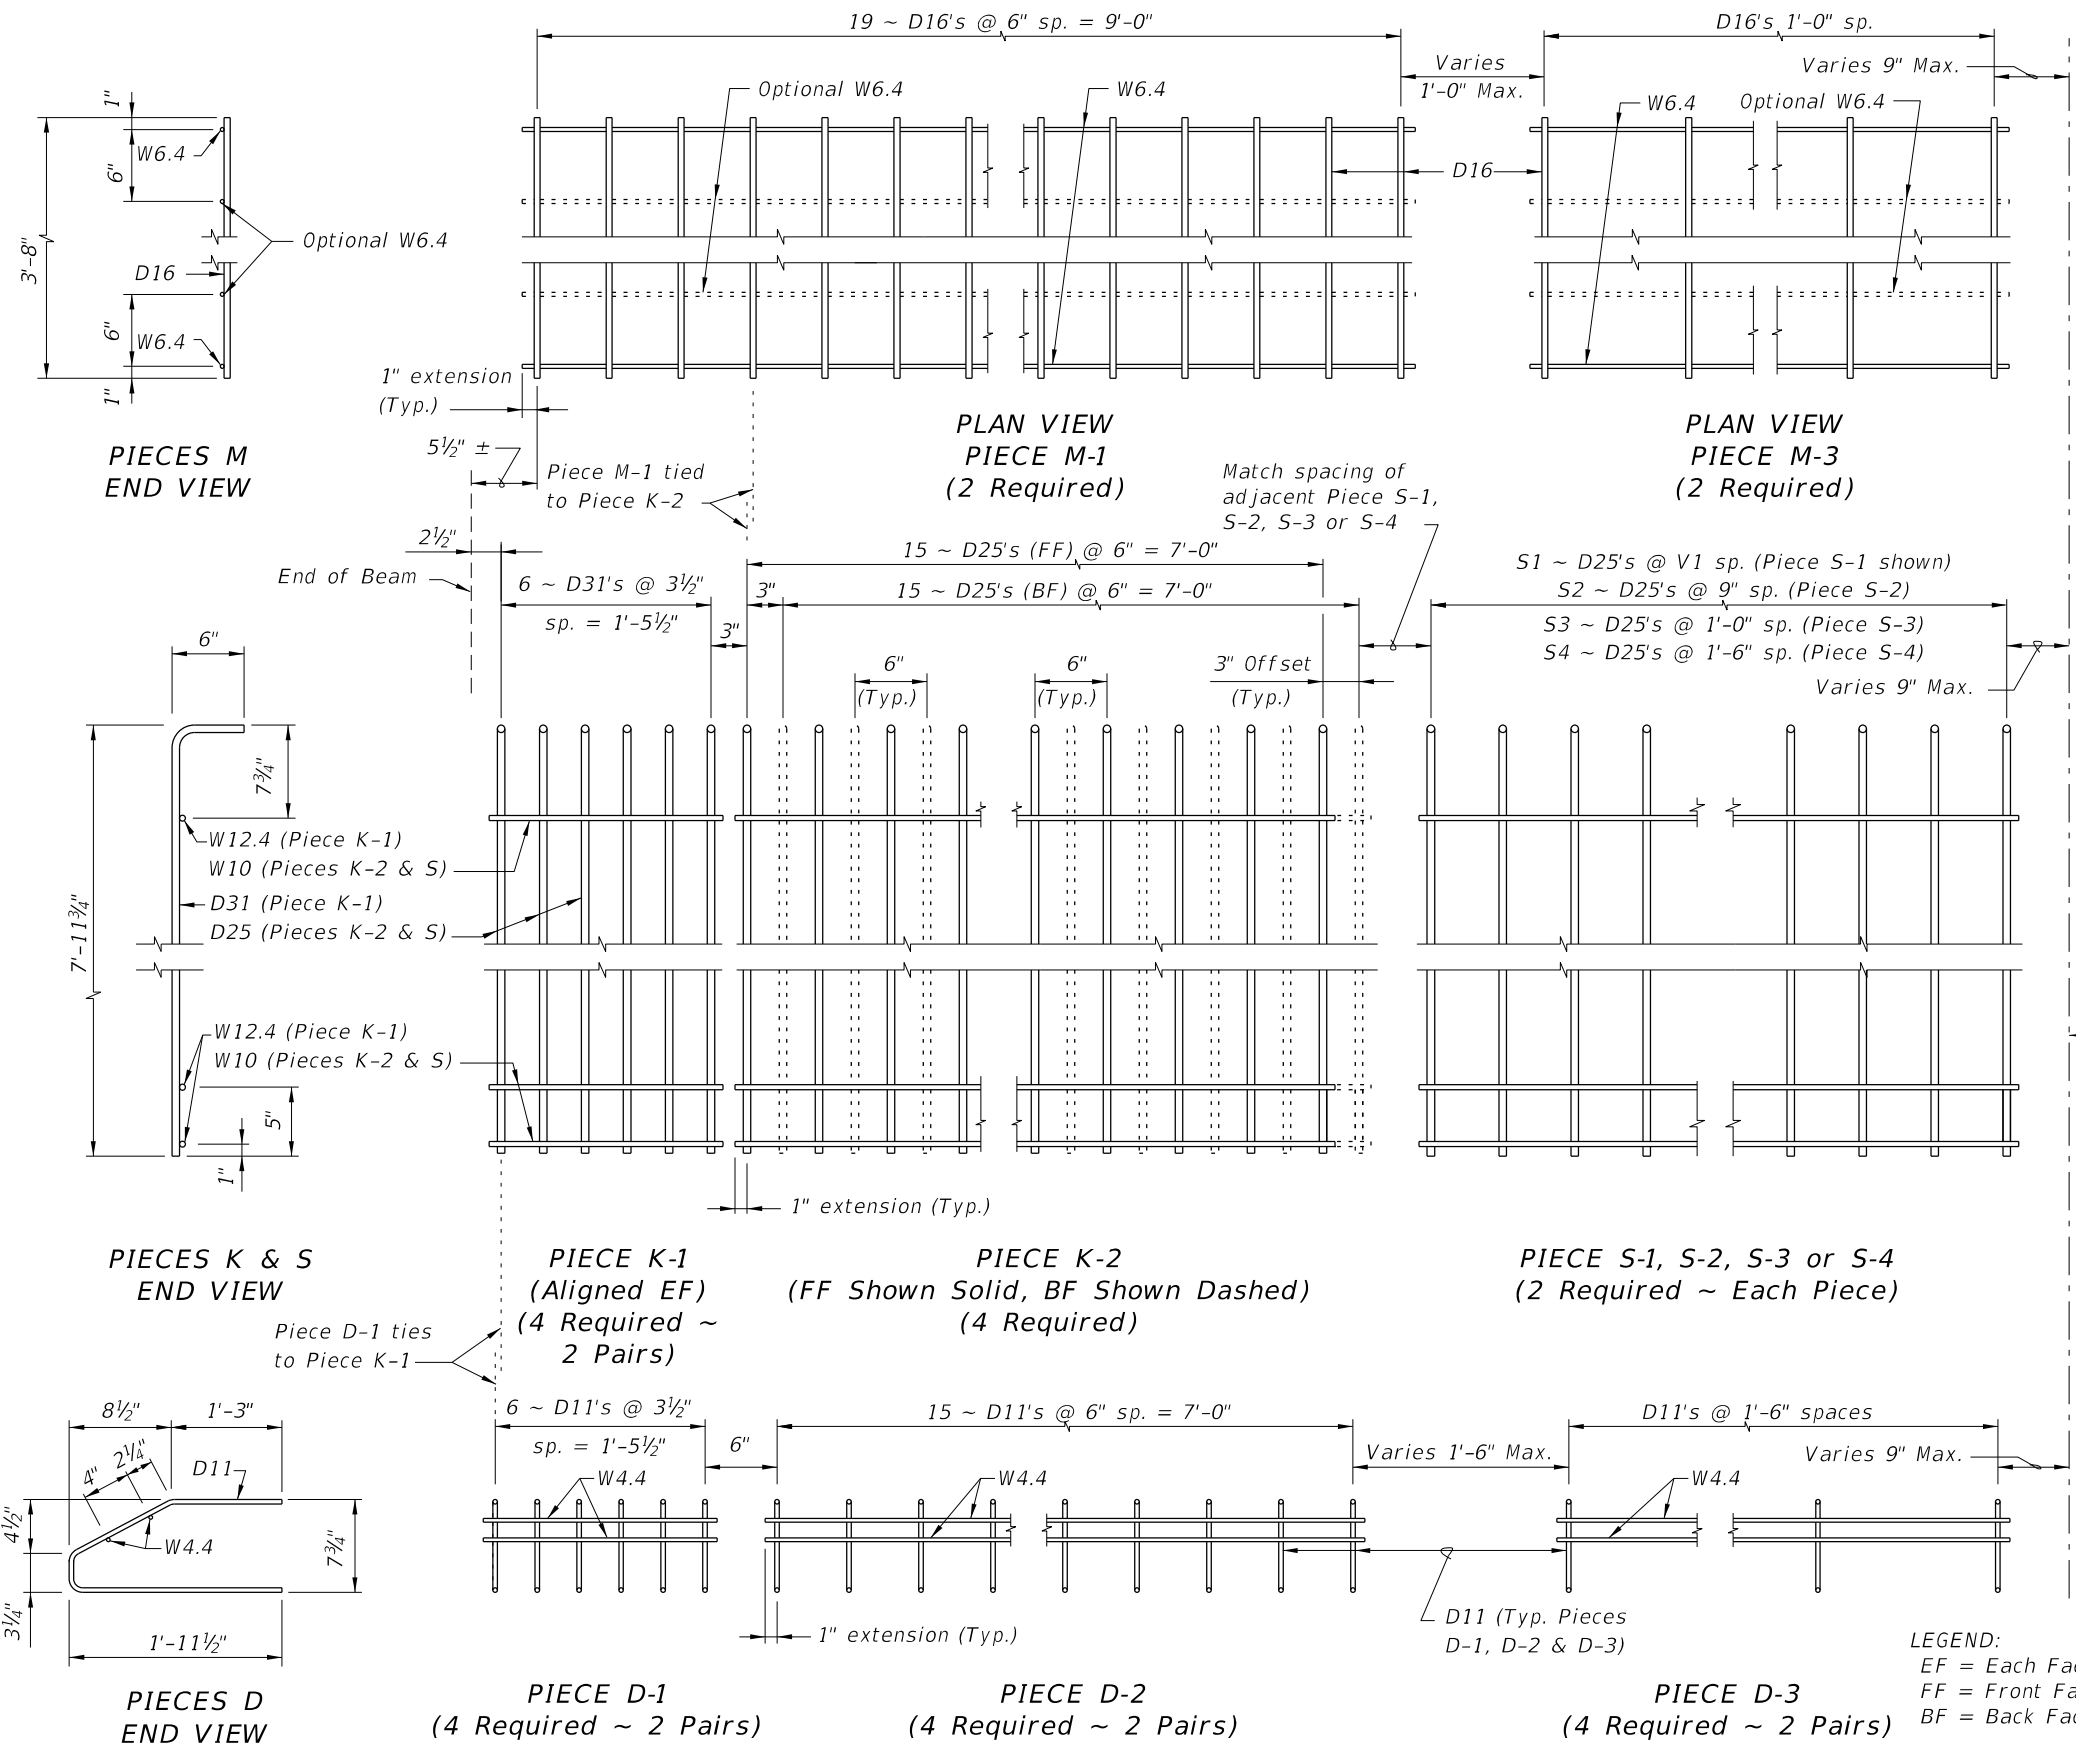 19 ~ D16's @ 6" sp. = 9'-0"
D16's 1'-0" sp.
Varies
1'-0" Max.
Varies 9" Max.
1"
Optional W6.4
W6.4
W6.4
Optional W6.4
W6.4
6"
D16
3'-8"
Optional W6.4
D16
6"
W6.4
1"
1" extension
(Typ.)
PIECES M
END VIEW
PLAN VIEW
PIECE M-1
(2 Required)
PLAN VIEW
PIECE M-3
(2 Required)
5½" ±
Piece M-1 tied
to Piece K-2
Match spacing of
adjacent Piece S-1,
S-2, S-3 or S-4
2½"
End of Beam
15 ~ D25's (FF) @ 6" = 7'-0"
6 ~ D31's @ 3½"
sp. = 1'-5½"
3"
15 ~ D25's (BF) @ 6" = 7'-0"
3"
S1 ~ D25's @ V1 sp. (Piece S-1 shown)
S2 ~ D25's @ 9" sp. (Piece S-2)
S3 ~ D25's @ 1'-0" sp. (Piece S-3)
S4 ~ D25's @ 1'-6" sp. (Piece S-4)
6"
6"
(Typ.)
6"
(Typ.)
3" Offset
(Typ.)
Varies 9" Max.
7¾"
W12.4 (Piece K-1)
W10 (Pieces K-2 & S)
D31 (Piece K-1)
D25 (Pieces K-2 & S)
7'-11¾"
W12.4 (Piece K-1)
W10 (Pieces K-2 & S)
5"
1"
1" extension (Typ.)
PIECES K & S
END VIEW
PIECE K-1
(Aligned EF)
(4 Required ~
2 Pairs)
PIECE K-2
(FF Shown Solid, BF Shown Dashed)
(4 Required)
PIECE S-1, S-2, S-3 or S-4
(2 Required ~ Each Piece)
Piece D-1 ties
to Piece K-1
8½"
1'-3"
6 ~ D11's @ 3½"
sp. = 1'-5½"
6"
15 ~ D11's @ 6" sp. = 7'-0"
Varies 1'-6" Max.
D11's @ 1'-6" spaces
Varies 9" Max.
4"
2¼"
D11
W4.4
W4.4
W4.4
4½"
W4.4
7¾"
3¼"
1'-11½"
1" extension (Typ.)
D11 (Typ. Pieces
D-1, D-2 & D-3)
LEGEND:
EF = Each Fac
FF = Front Fa
BF = Back Fac
PIECES D
END VIEW
PIECE D-1
(4 Required ~ 2 Pairs)
PIECE D-2
(4 Required ~ 2 Pairs)
PIECE D-3
(4 Required ~ 2 Pairs)